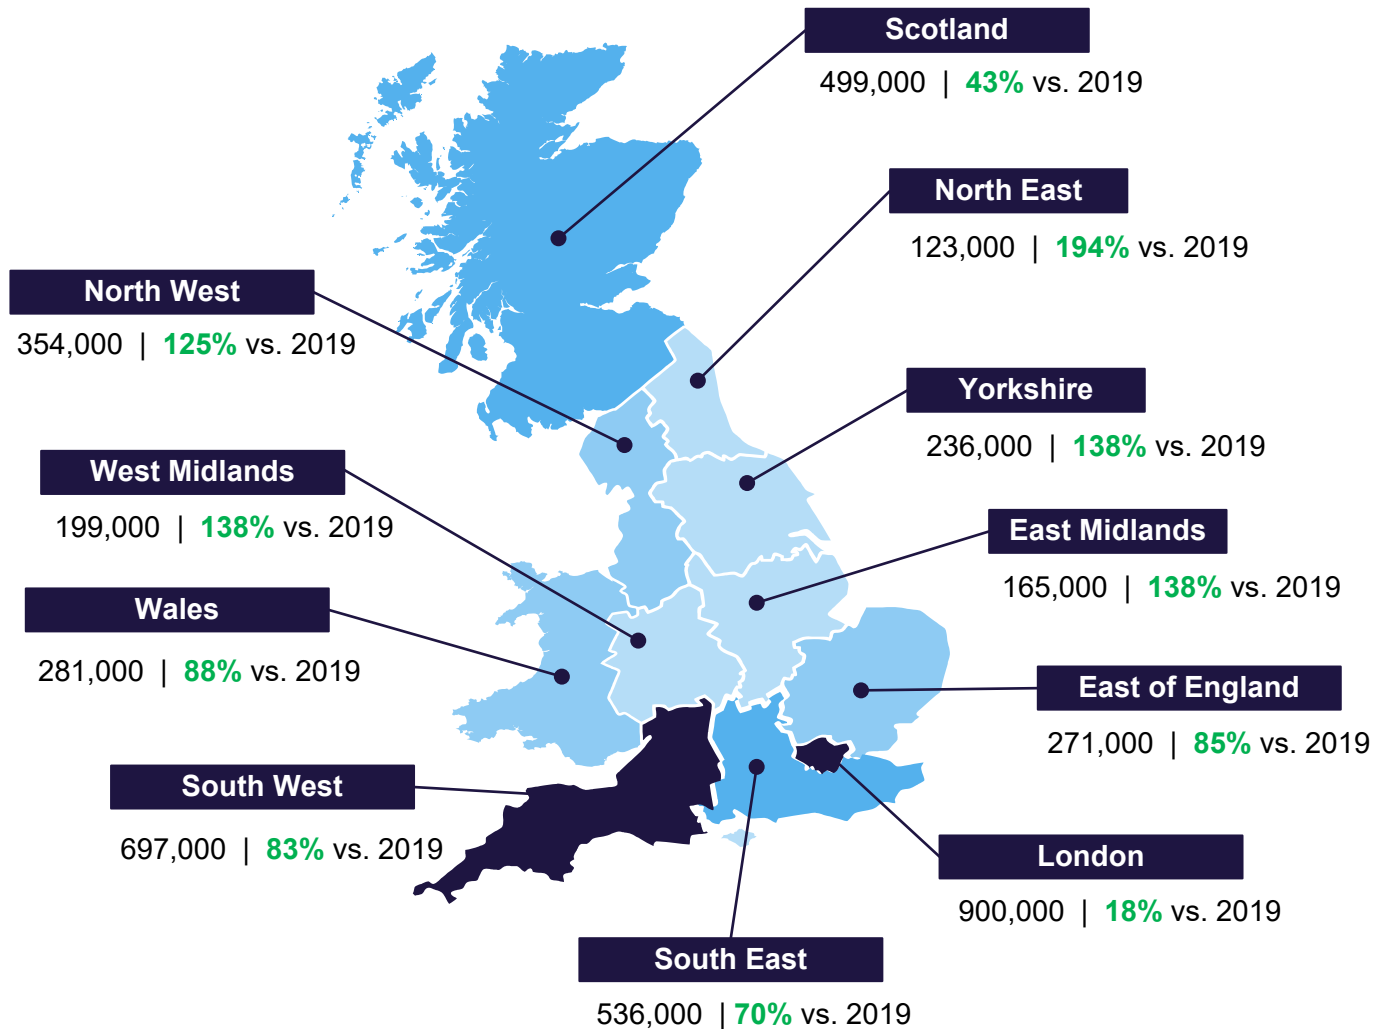 Scotland
499,000 | 43% vs. 2019
North East
123,000 | 194% vs. 2019
North West
354,000 | 125% vs. 2019
Yorkshire
236,000 | 138% vs. 2019
West Midlands
199,000 | 138% vs. 2019
East Midlands
165,000 | 138% vs. 2019
Wales
281,000 | 88% vs. 2019
East of England
271,000 | 85% vs. 2019
South West
697,000 | 83% vs. 2019
London
900,000 | 18% vs. 2019
South East
536,000 | 70% vs. 2019